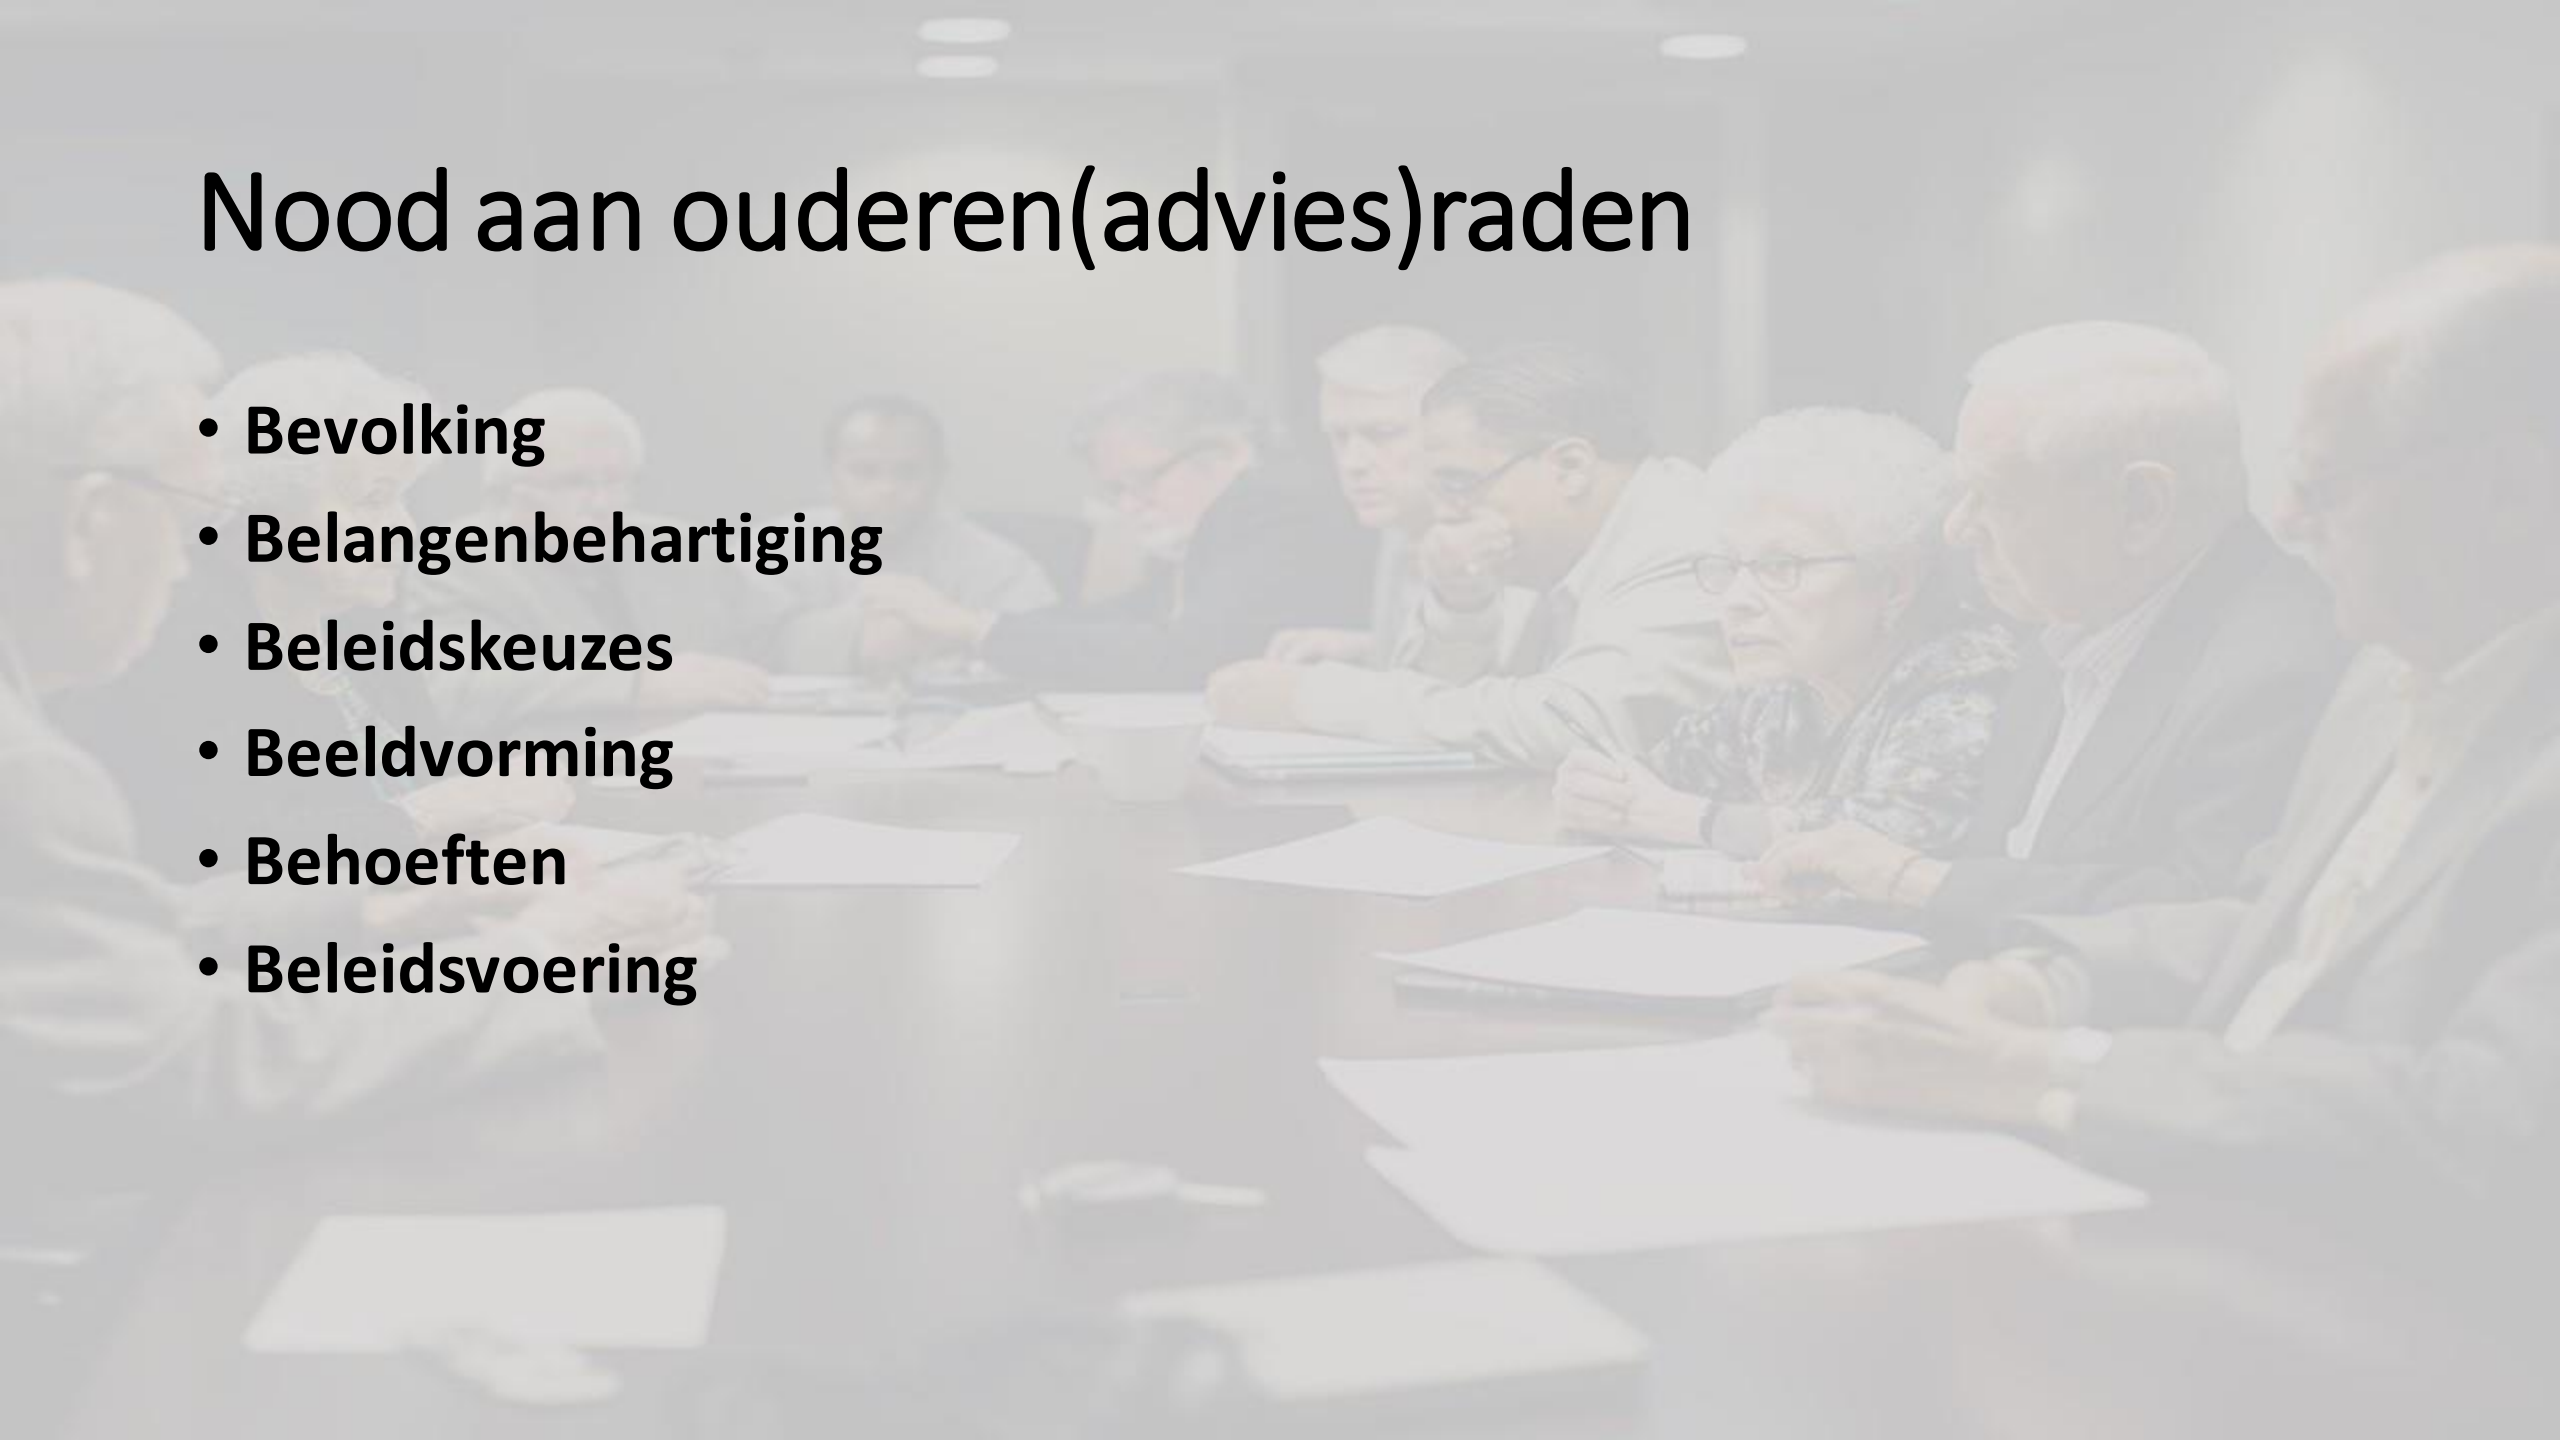 Nood aan ouderen(advies)raden
• Bevolking
• Belangenbehartiging
• Beleidskeuzes
• Beeldvorming
• Behoeften
• Beleidsvoering